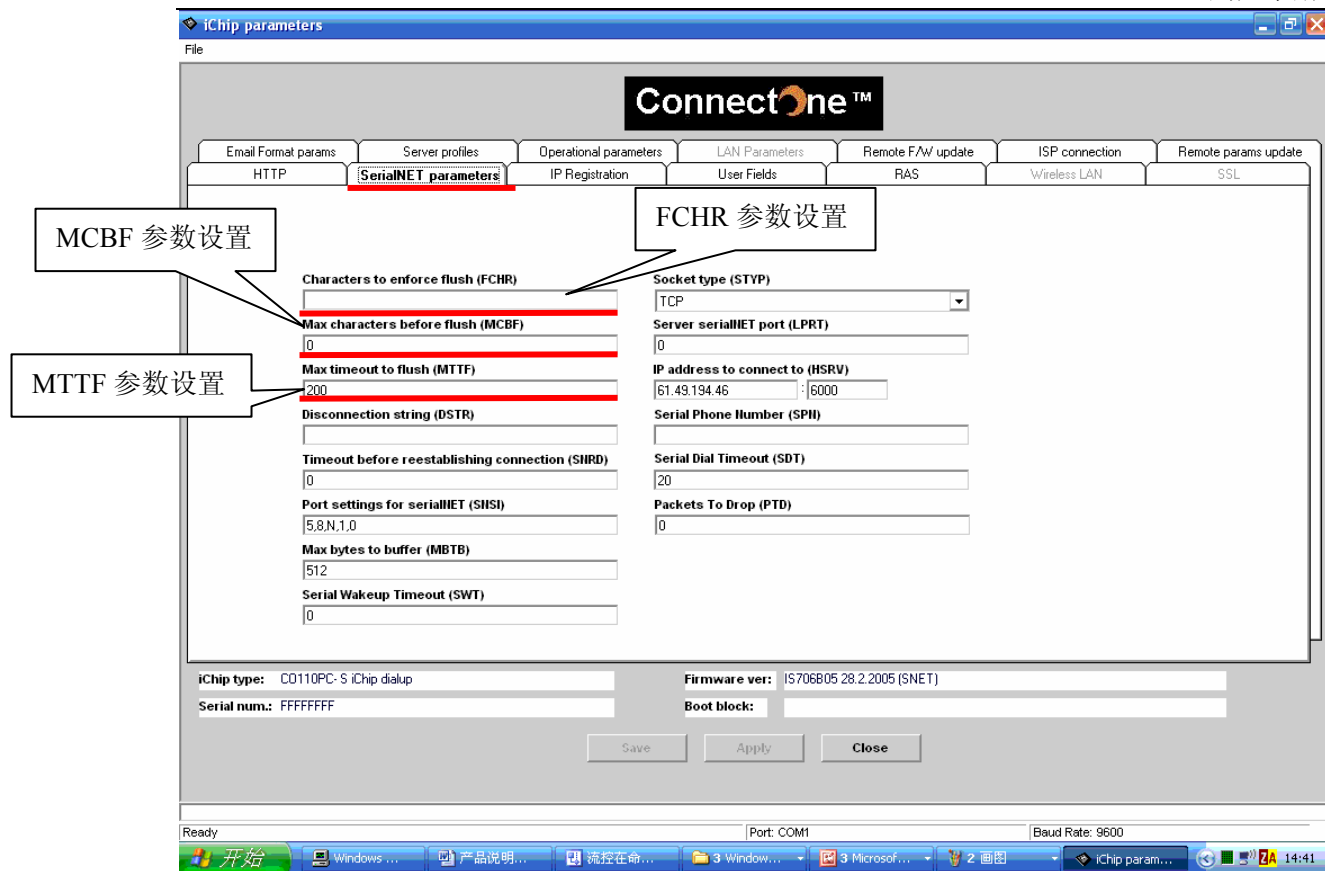 iChip parameters
File
ConnectOne™
Email Format params
Server profiles
Operational parameters
LAN Parameters
Remote F/W update
ISP connection
Remote params update
HTTP
SerialNET parameters
IP Registration
User Fields
RAS
Wireless LAN
SSL
MCBF 参数设置
FCHR 参数设置
MTTF 参数设置
Characters to enforce flush (FCHR)
Max characters before flush (MCBF)
0
Max timeout to flush (MTTF)
200
Disconnection string (DSTR)
Timeout before reestablishing connection (SNRD)
0
Port settings for serialNET (SNSI)
5,8,N,1,0
Max bytes to buffer (MBTB)
512
Serial Wakeup Timeout (SWT)
0
Socket type (STYP)
TCP
Server serialNET port (LPRT)
0
IP address to connect to (HSRV)
61.49.194.46 : 6000
Serial Phone Number (SPN)
Serial Dial Timeout (SDT)
20
Packets To Drop (PTD)
0
iChip type: CO110PC- S iChip dialup
Firmware ver: IS706B05 28.2.2005 (SNET)
Serial num.: FFFFFFFF
Boot block:
Save
Apply
Close
Ready
Port: COM1
Baud Rate: 9600
开始
Windows ...
产品说明...
流控在命...
3 Window...
3 Microsof...
2 画图
iChip param...
14:41